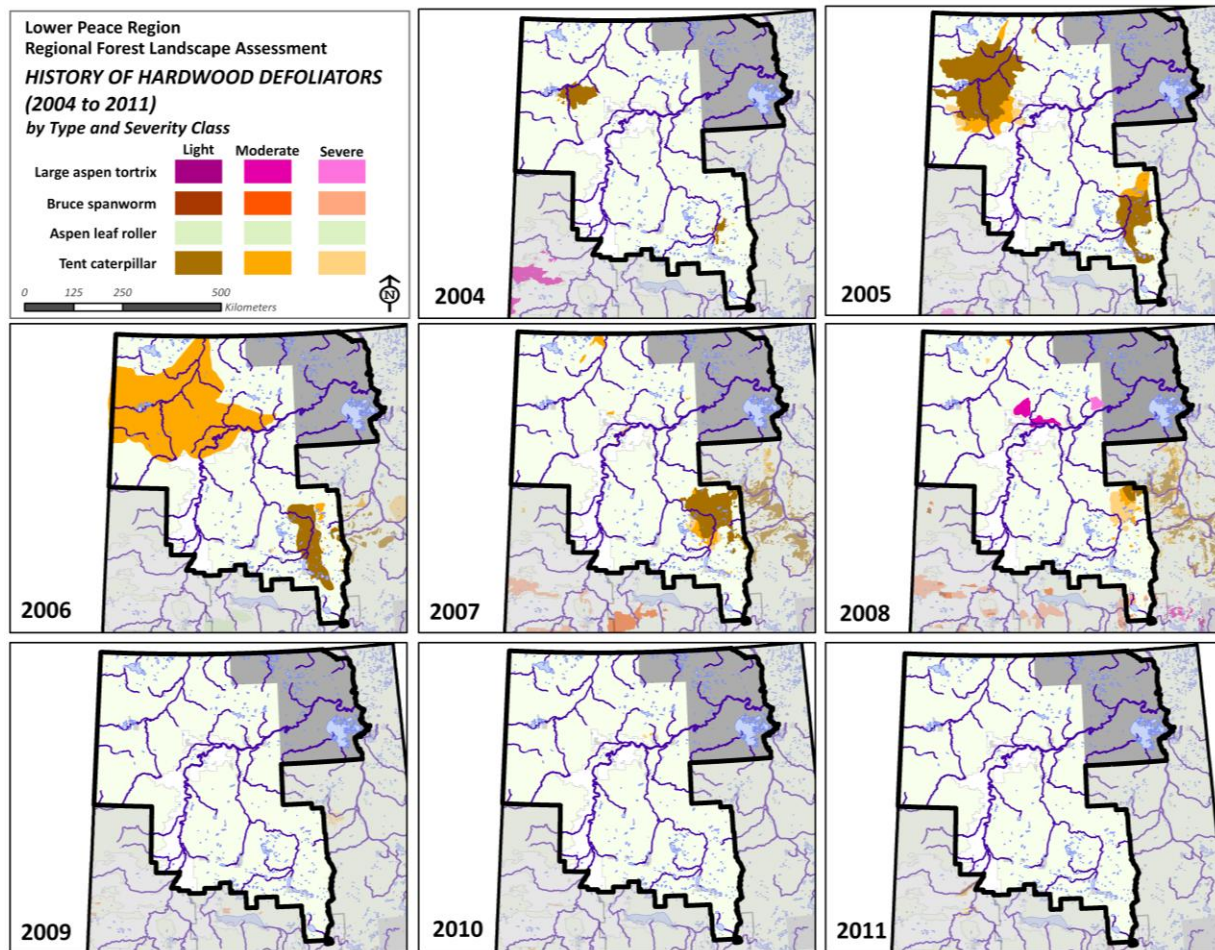 Lower Peace Region
Regional Forest Landscape Assessment
HISTORY OF HARDWOOD DEFOLIATORS
(2004 to 2011)
by Type and Severity Class
Light Moderate Severe
Large aspen tortrix
Bruce spanworm
Aspen leaf roller
Tent caterpillar
0 125 250 500
Kilometers
N
2004
2005
2006
2007
2008
2009
2010
2011